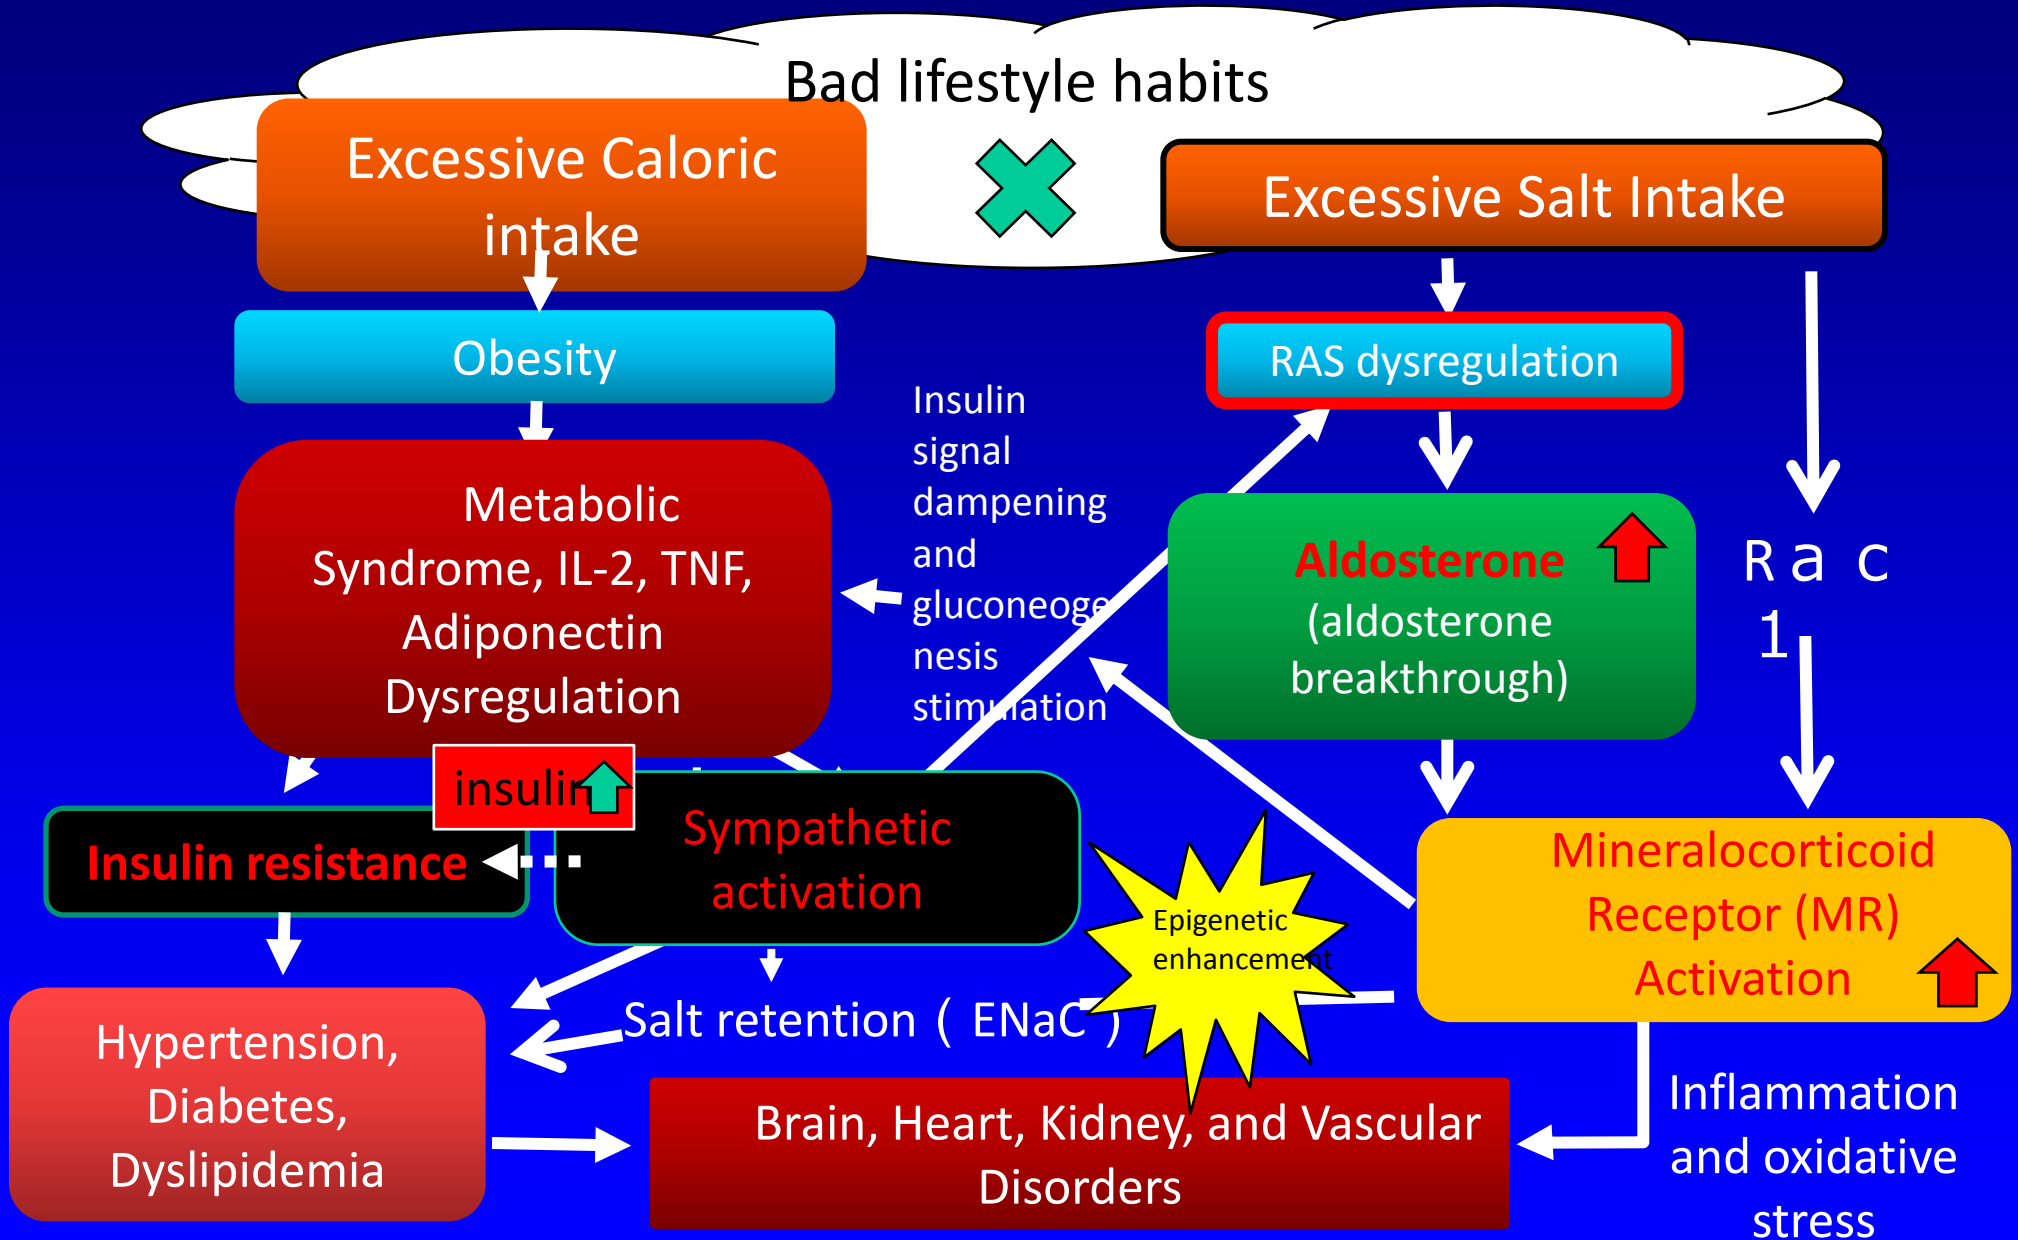 Bad lifestyle habits
Excessive Caloric
intake
Excessive Salt Intake
Obesity
RAS dysregulation
Insulin
signal
dampening
and
gluconeoge
nesis
stimulation
Metabolic
Syndrome, IL-2, TNF,
Adiponectin
Dysregulation
Aldosterone
(aldosterone
breakthrough)
Rac
1
insulin
Insulin resistance
Sympathetic
activation
Mineralocorticoid
Receptor (MR)
Activation
Epigenetic
enhancement
Salt retention ( ENaC )
Hypertension,
Diabetes,
Dyslipidemia
Brain, Heart, Kidney, and Vascular
Disorders
Inflammation
and oxidative
stress